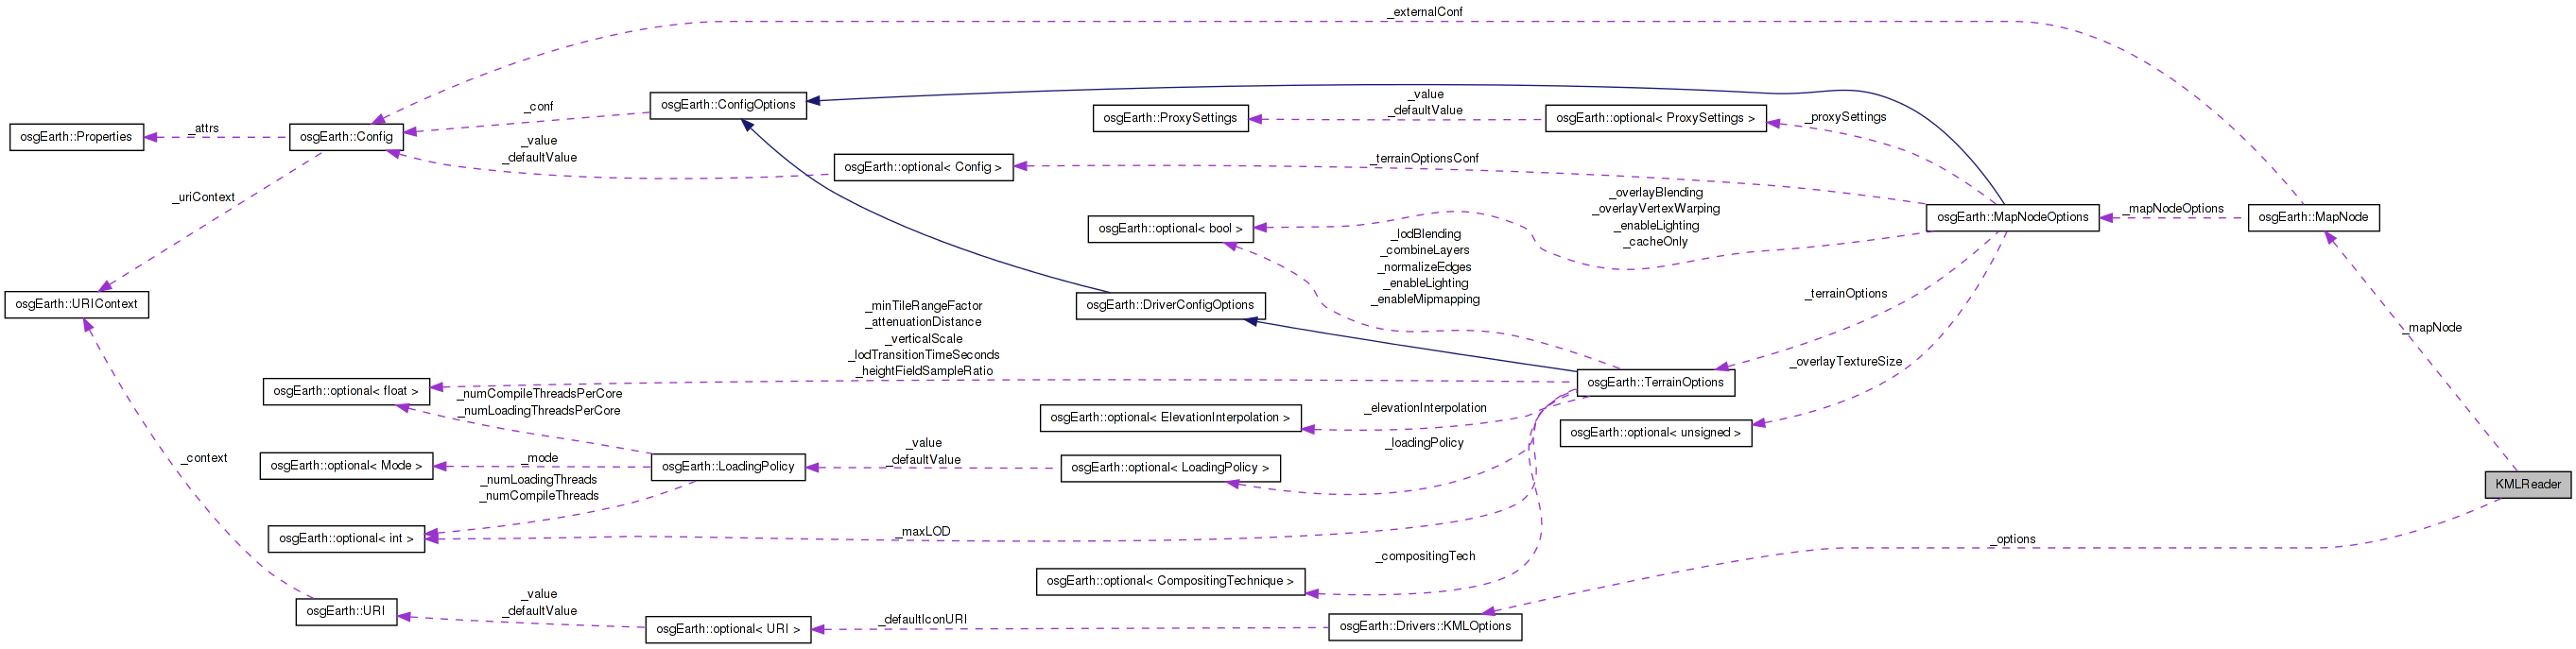 _externalConf
osgEarth::ConfigOptions
_conf
_value
_defaultValue
osgEarth::ProxySettings
osgEarth::optional< ProxySettings >
_proxySettings
osgEarth::Properties
_attrs
osgEarth::Config
_value
_defaultValue
osgEarth::optional< Config >
_terrainOptionsConf
_uriContext
_overlayBlending
_overlayVertexWarping
_enableLighting
_cacheOnly
osgEarth::MapNodeOptions
_mapNodeOptions
osgEarth::MapNode
osgEarth::optional< bool >
_lodBlending
_combineLayers
_normalizeEdges
_enableLighting
_enableMipmapping
osgEarth::URIContext
osgEarth::DriverConfigOptions
_terrainOptions
_minTileRangeFactor
_attenuationDistance
_verticalScale
_lodTransitionTimeSeconds
_heightFieldSampleRatio
_mapNode
_overlayTextureSize
osgEarth::optional< float >
_numCompileThreadsPerCore
_numLoadingThreadsPerCore
osgEarth::TerrainOptions
osgEarth::optional< ElevationInterpolation >
_elevationInterpolation
osgEarth::optional< unsigned >
_loadingPolicy
_context
osgEarth::optional< Mode >
_mode
osgEarth::LoadingPolicy
_value
_defaultValue
osgEarth::optional< LoadingPolicy >
_numLoadingThreads
_numCompileThreads
KMLReader
osgEarth::optional< int >
_maxLOD
_options
_compositingTech
osgEarth::optional< CompositingTechnique >
osgEarth::URI
_value
_defaultValue
osgEarth::optional< URI >
_defaultIconURI
osgEarth::Drivers::KMLOptions